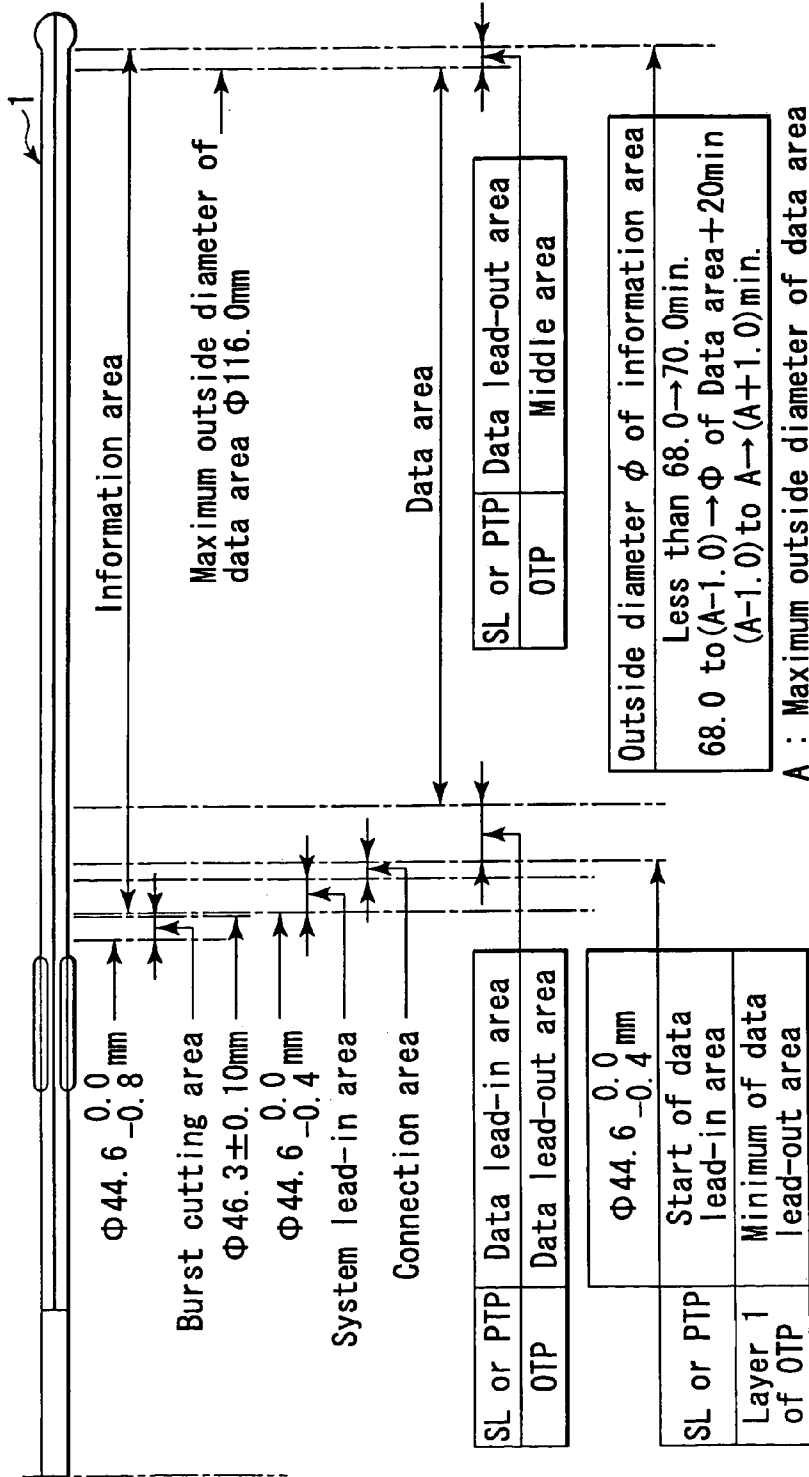 1
Information area
Maximum outside diameter of
data area Φ116.0mm
Φ44.6 0.0 -0.8 mm
Burst cutting area
Φ46.3±0.10mm
Φ44.6 0.0 -0.4 mm
System lead-in area
Connection area
Data area
SL or PTP Data lead-in area
OTP Data lead-out area
SL or PTP Data lead-out area
OTP Middle area
Φ44.6 0.0 -0.4 mm
SL or PTP Start of data
lead-in area
Layer 1 Minimum of data
of OTP lead-out area
Outside diameter φ of information area
Less than 68.0→70.0min.
68.0 to(A-1.0)→Φ of Data area+20min
(A-1.0)to A→(A+1.0)min.
A : Maximum outside diameter of data area